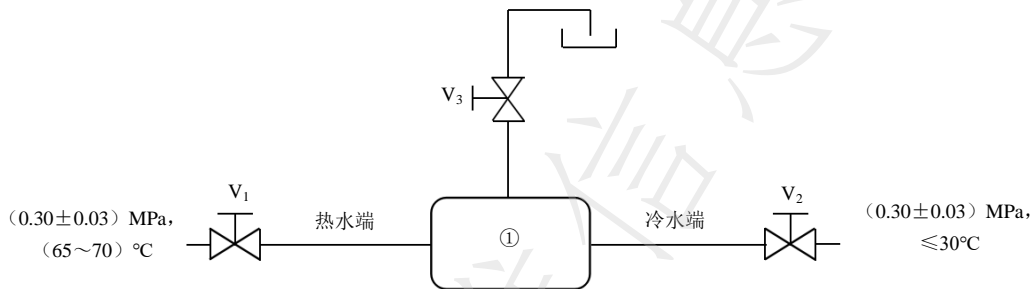 V3
V1
V2
(0.30±0.03) MPa,
(65～70) ℃
热水端
①
冷水端
(0.30±0.03) MPa,
≤30℃